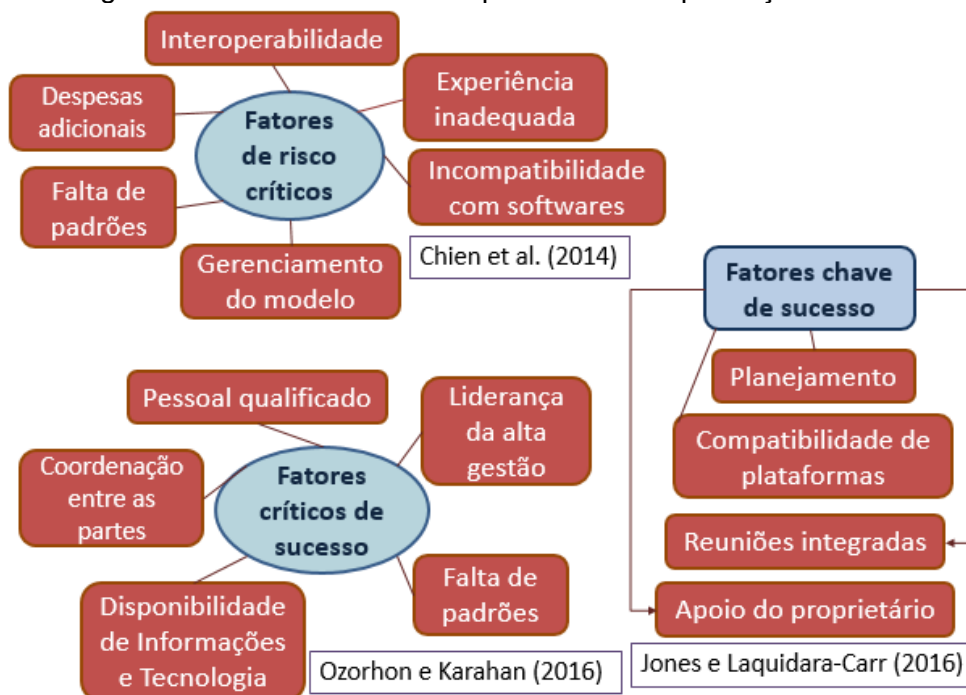 Interoperabilidade
Despesas
adicionais
Experiência
inadequada
Fatores
de risco
críticos
Falta de
padrões
Incompatibilidade
com softwares
Gerenciamento
do modelo
Chien et al. (2014)
Fatores chave
de sucesso
Planejamento
Compatibilidade de
plataformas
Reuniões integradas
Apoio do proprietário
Jones e Laquidara-Carr (2016)
Pessoal qualificado
Liderança
da alta
gestão
Coordenação
entre as
partes
Fatores
críticos de
sucesso
Falta de
padrões
Disponibilidade
de Informações
e Tecnologia
Ozorhon e Karahan (2016)